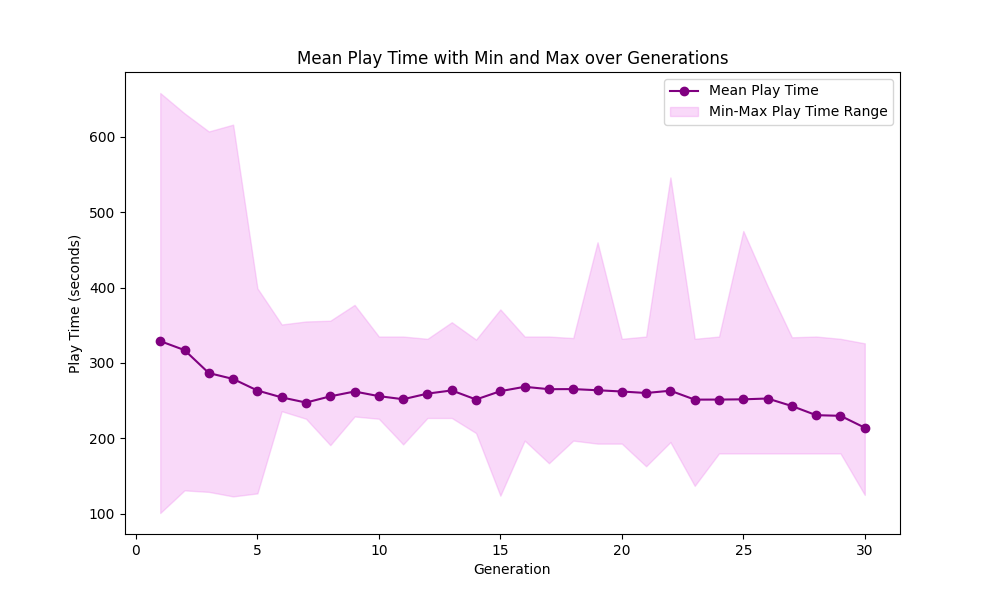 Mean Play Time with Min and Max over Generations
Mean Play Time
Min-Max Play Time Range
Play Time (seconds)
600
500
400
300
200
100
0
5
10
15
20
25
30
Generation